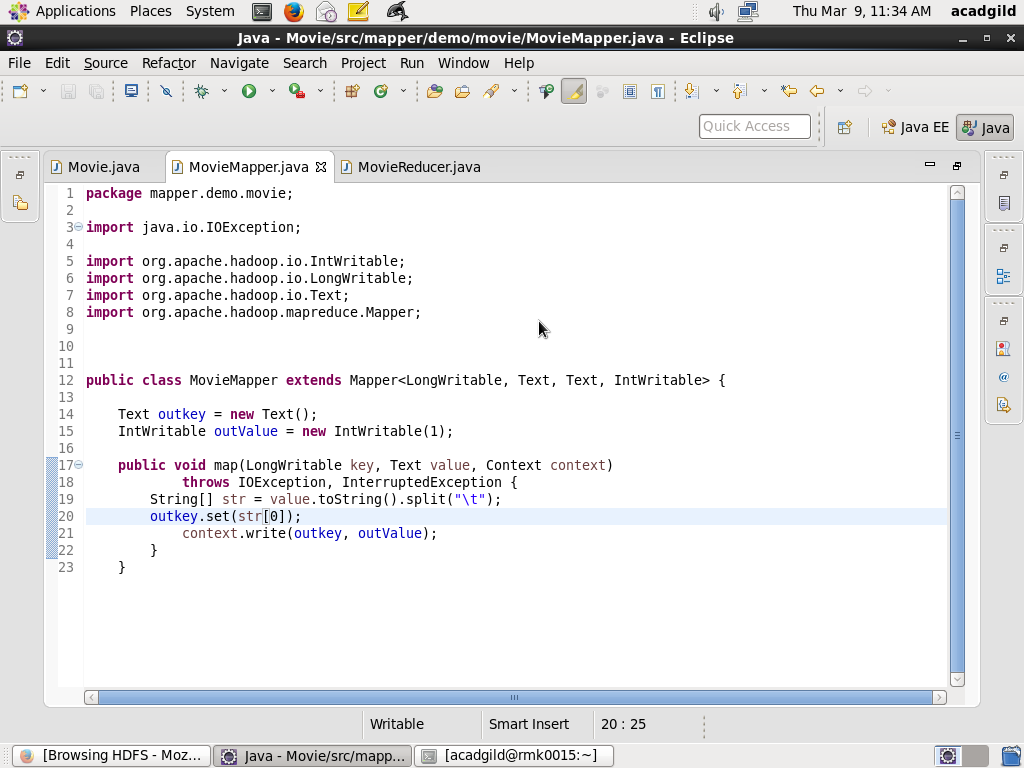 Applications Places System Thu Mar 9, 11:34 AM acadgild
Java - Movie/src/mapper/demo/movie/MovieMapper.java - Eclipse
File Edit Source Refactor Navigate Search Project Run Window Help
Quick Access Java EE Java
Movie.java MovieMapper.java MovieReducer.java
1 package mapper.demo.movie;
2
3 import java.io.IOException;
4
5 import org.apache.hadoop.io.IntWritable;
6 import org.apache.hadoop.io.LongWritable;
7 import org.apache.hadoop.io.Text;
8 import org.apache.hadoop.mapreduce.Mapper;
9
10
11
12 public class MovieMapper extends Mapper<LongWritable, Text, Text, IntWritable> {
13
14 Text outkey = new Text();
15 IntWritable outValue = new IntWritable(1);
16
17 public void map(LongWritable key, Text value, Context context)
18 throws IOException, InterruptedException {
19 String[] str = value.toString().split("\t");
20 outkey.set(str[0]);
21 context.write(outkey, outValue);
22 }
23 }
Writable Smart Insert 20 : 25
[Browsing HDFS - Moz... Java - Movie/src/mapp... [acadgild@rmk0015:~]